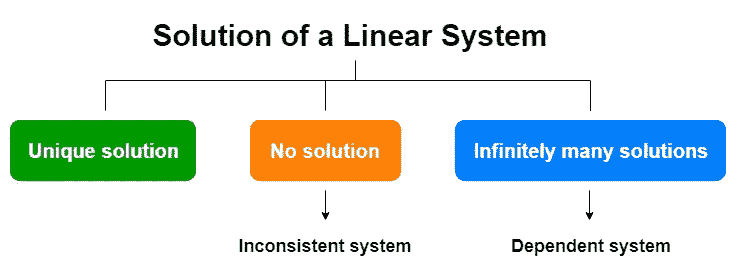 Solution of a Linear System
Unique solution
No solution
Infinitely many solutions
Inconsistent system
Dependent system